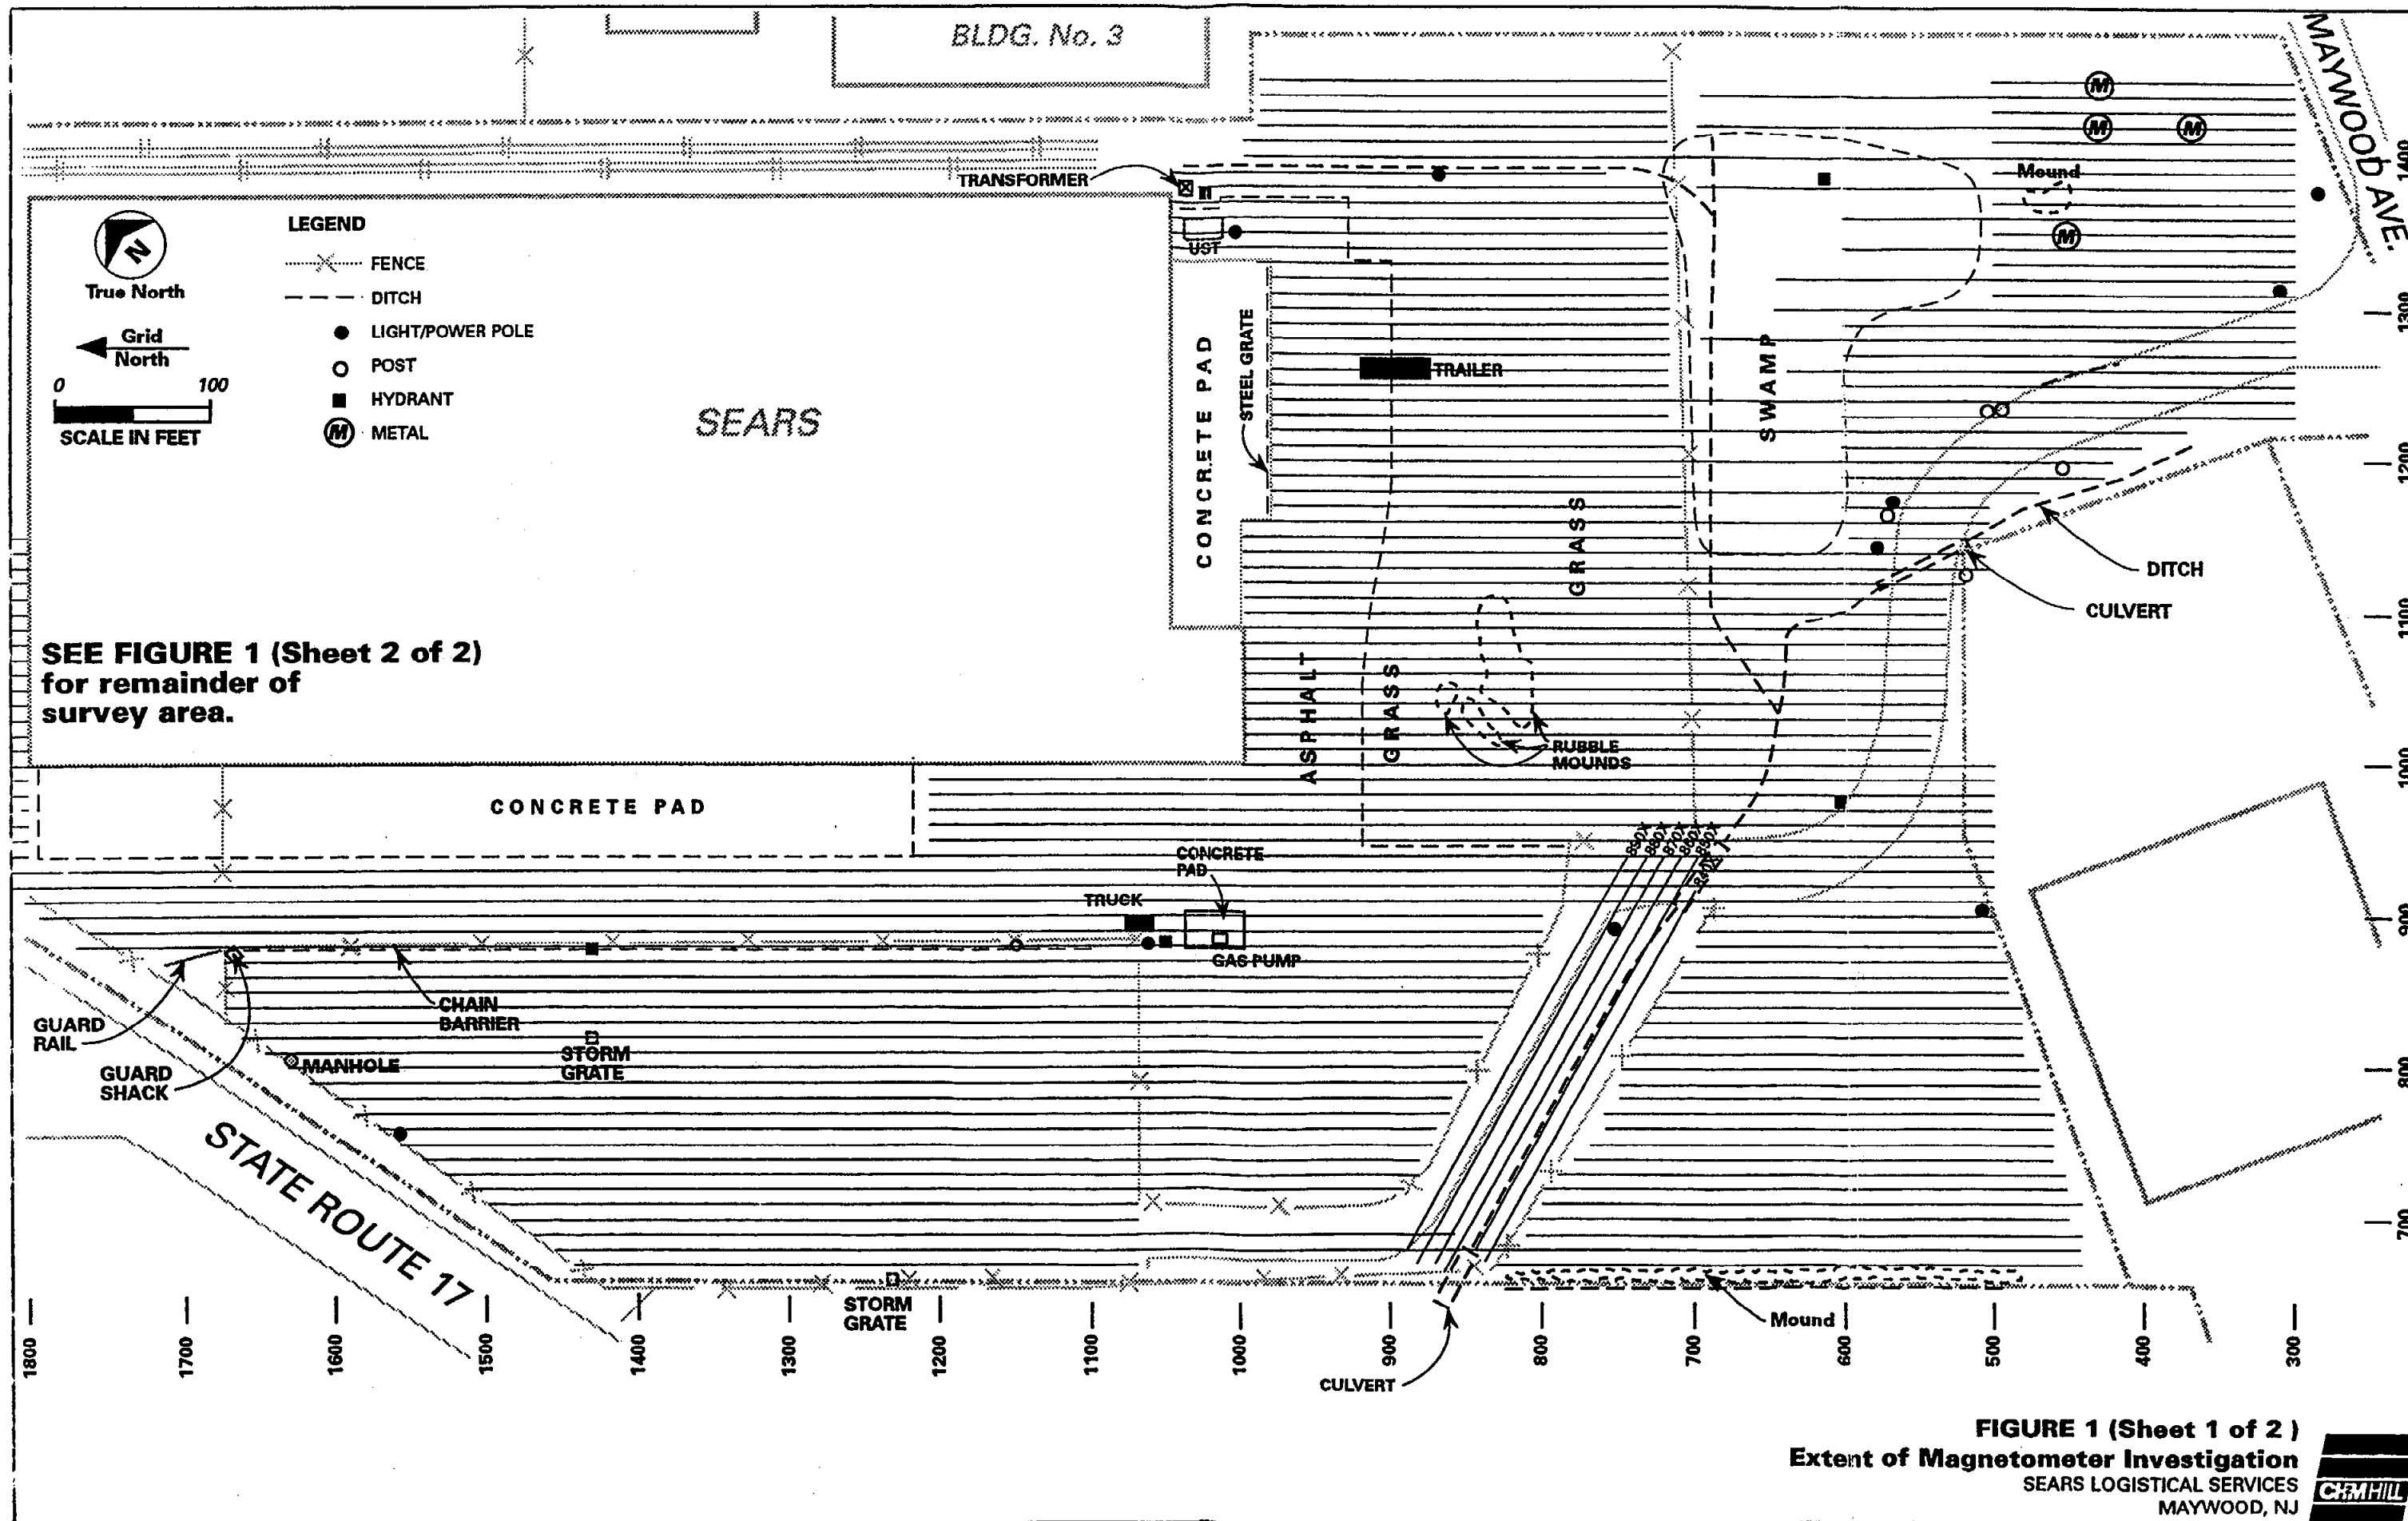 BLDG. No. 3
MAYWOOD AVE.
TRANSFORMER
Mound
UST
LEGEND
FENCE
DITCH
LIGHT/POWER POLE
POST
HYDRANT
M METAL
N
True North
Grid
North
0 100
SCALE IN FEET
M
M
M
M
SEARS
CONCRETE PAD
STEEL GRATE
TRAILER
SWAMP
GRASS
DITCH
CULVERT
SEE FIGURE 1 (Sheet 2 of 2)
for remainder of
survey area.
ASPHALT
GRASS
RUBBLE
MOUNDS
CONCRETE PAD
890X
880X
870X
860X
850X
CONCRETE
PAD
TRUCK
GAS PUMP
CHAIN
BARRIER
GUARD
RAIL
GUARD
SHACK
MANHOLE
STORM
GRATE
STATE ROUTE 17
STORM
GRATE
Mound
CULVERT
1400
1300
1200
1100
1000
900
800
700
1800
1700
1600
1500
1400
1300
1200
1100
1000
900
800
700
600
500
400
300
FIGURE 1 (Sheet 1 of 2 )
Extent of Magnetometer Investigation
SEARS LOGISTICAL SERVICES
MAYWOOD, NJ
CH2MHILL